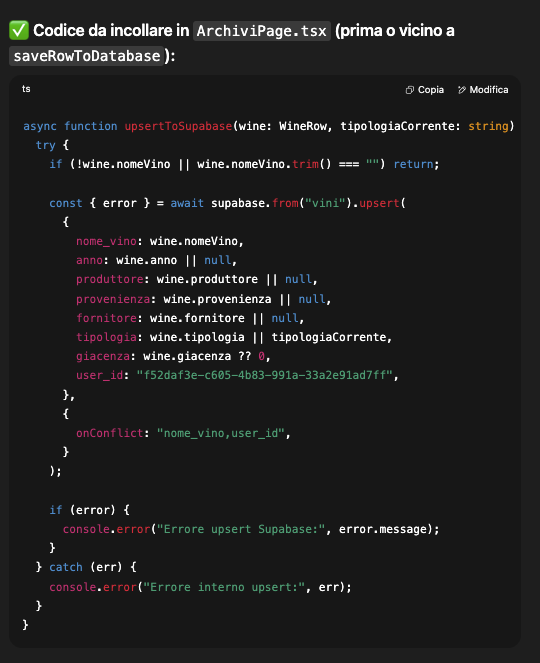 ✅ Codice da incollare in ArchiviPage.tsx (prima o vicino a
saveRowToDatabase):
ts Copia Modifica
async function upsertToSupabase(wine: WineRow, tipologiaCorrente: string)
  try {
    if (!wine.nomeVino || wine.nomeVino.trim() === "") return;

    const { error } = await supabase.from("vini").upsert(
      {
        nome_vino: wine.nomeVino,
        anno: wine.anno || null,
        produttore: wine.produttore || null,
        provenienza: wine.provenienza || null,
        fornitore: wine.fornitore || null,
        tipologia: wine.tipologia || tipologiaCorrente,
        giacenza: wine.giacenza ?? 0,
        user_id: "f52daf3e-c605-4b83-991a-33a2e91ad7ff",
      },
      {
        onConflict: "nome_vino,user_id",
      }
    );

    if (error) {
      console.error("Errore upsert Supabase:", error.message);
    }
  } catch (err) {
    console.error("Errore interno upsert:", err);
  }
}